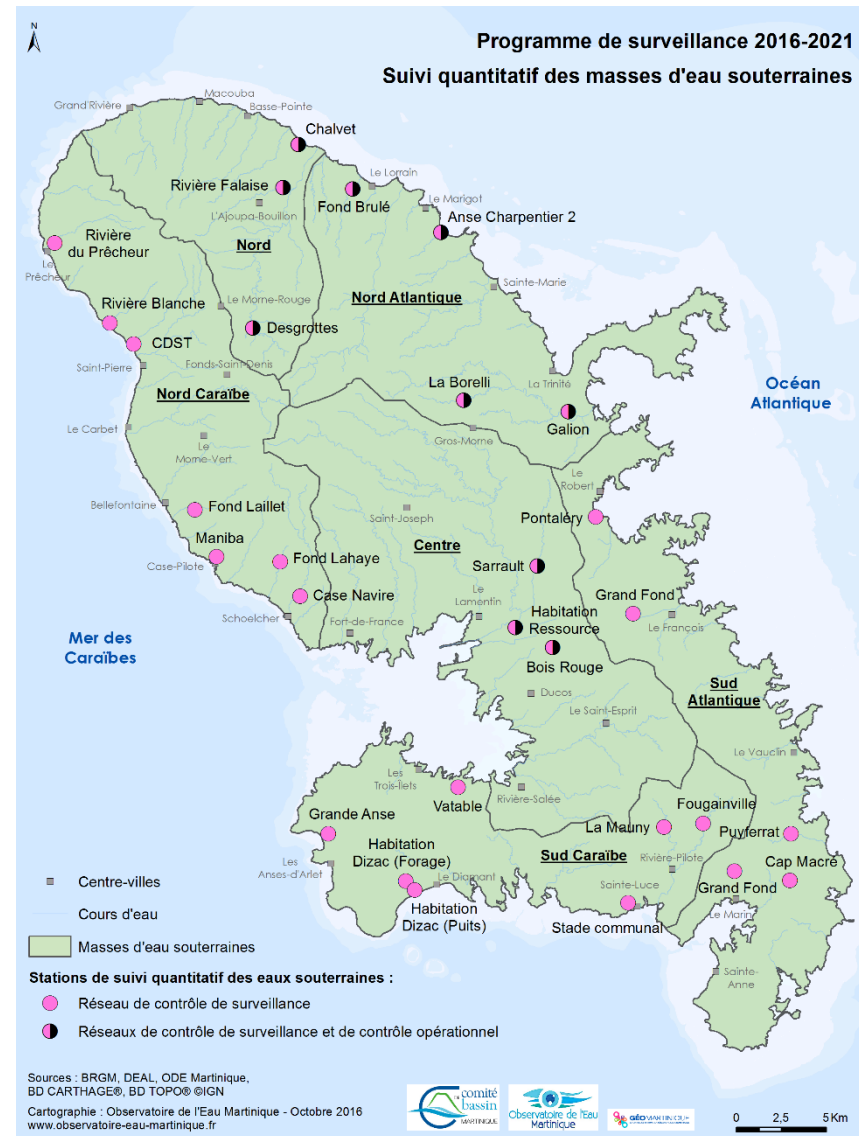 N
Programme de surveillance 2016-2021
Suivi quantitatif des masses d'eau souterraines
Macouba
Grand Rivière
Basse-Pointe
Chalvet
Rivière Falaise
Le Lorrain
Fond Brulé
L'Ajoupa-Bouillon
Le Marigot
Anse Charpentier 2
Rivière
du Prêcheur
Nord
Le
Prêcheur
Sainte-Marie
Rivière Blanche
Le Morne-Rouge
Nord Atlantique
Desgrottes
CDST
Saint-Pierre
Fonds-Saint-Denis
La Borelli
La Trinité
Océan
Atlantique
Nord Caraïbe
Galion
Le Carbet
Le
Morne-Vert
Gros-Morne
Le
Robert
Bellefontaine
Fond Laillet
Saint-Joseph
Pontaléry
Maniba
Centre
Case-Pilote
Fond Lahaye
Sarrault
Case Navire
Grand Fond
Schoelcher
Fort-de-France
Le
Lamentin
Habitation
Ressource
Le François
Mer des
Caraïbes
Bois Rouge
Ducos
Sud
Atlantique
Le Saint-Esprit
Le Vauclin
Les
Trois-Îlets
Vatable
Rivière-Salée
Fougainville
Grande Anse
La Mauny
Puyferrat
Habitation
Dizac (Forage)
Sud Caraïbe
Cap Macré
Les
Anses-d'Arlet
Rivière-Pilote
Le Diamant
Sainte-Luce
Grand Fond
Habitation
Dizac (Puits)
Le Marin
Stade communal
Sainte-
Anne
Centre-villes
Cours d'eau
Masses d'eau souterraines
Stations de suivi quantitatif des eaux souterraines :
Réseau de contrôle de surveillance
Réseaux de contrôle de surveillance et de contrôle opérationnel
Sources : BRGM, DEAL, ODE Martinique,
BD CARTHAGE®, BD TOPO® ©IGN
Cartographie : Observatoire de l'Eau Martinique - Octobre 2016
www.observatoire-eau-martinique.fr
comité
bassin
MARTINIQUE
Observatoire de l'Eau
Martinique
GÉOMARTINIQUE
0 2,5 5 Km